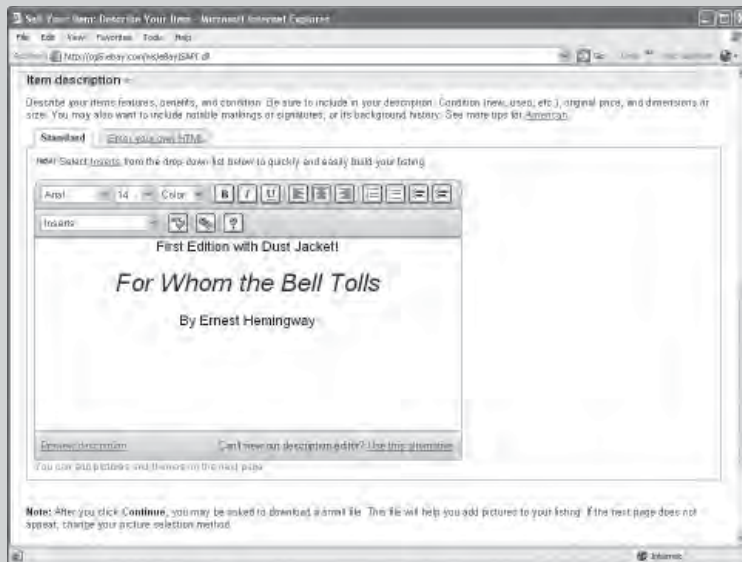 Sell Your Item: Describe Your Item - Microsoft Internet Explorer
File Edit View Favorites Tools Help
Go
Item description
Describe your items features, benefits, and condition. Be sure to include in your description: Condition (new, used, etc.), original price, and dimensions or
size. You may also want to include notable markings or signatures, or its background history. See more tips for American.
Standard Enter your own HTML
New! Select Inserts from the drop-down list below to quickly and easily build your listing.
Arial 14 Color B I U
Inserts ?
First Edition with Dust Jacket!
For Whom the Bell Tolls
By Ernest Hemingway
Preview description Can't view our description editor? Use this alternative
You can add pictures and themes on the next page
Note: After you click Continue, you may be asked to download a small file. This file will help you add pictures to your listing. If the next page does not
appear, change your picture selection method.
Internet